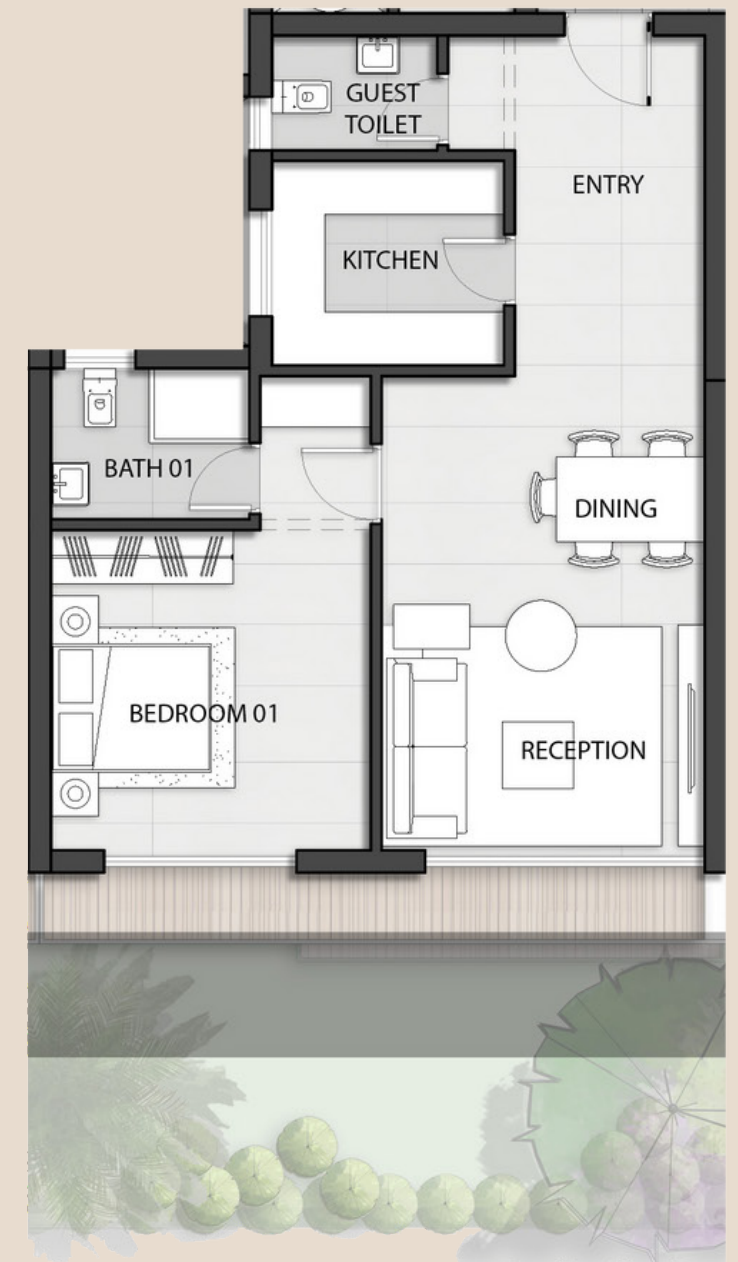 GUEST
TOILET
ENTRY
KITCHEN
BATH 01
DINING
BEDROOM 01
RECEPTION